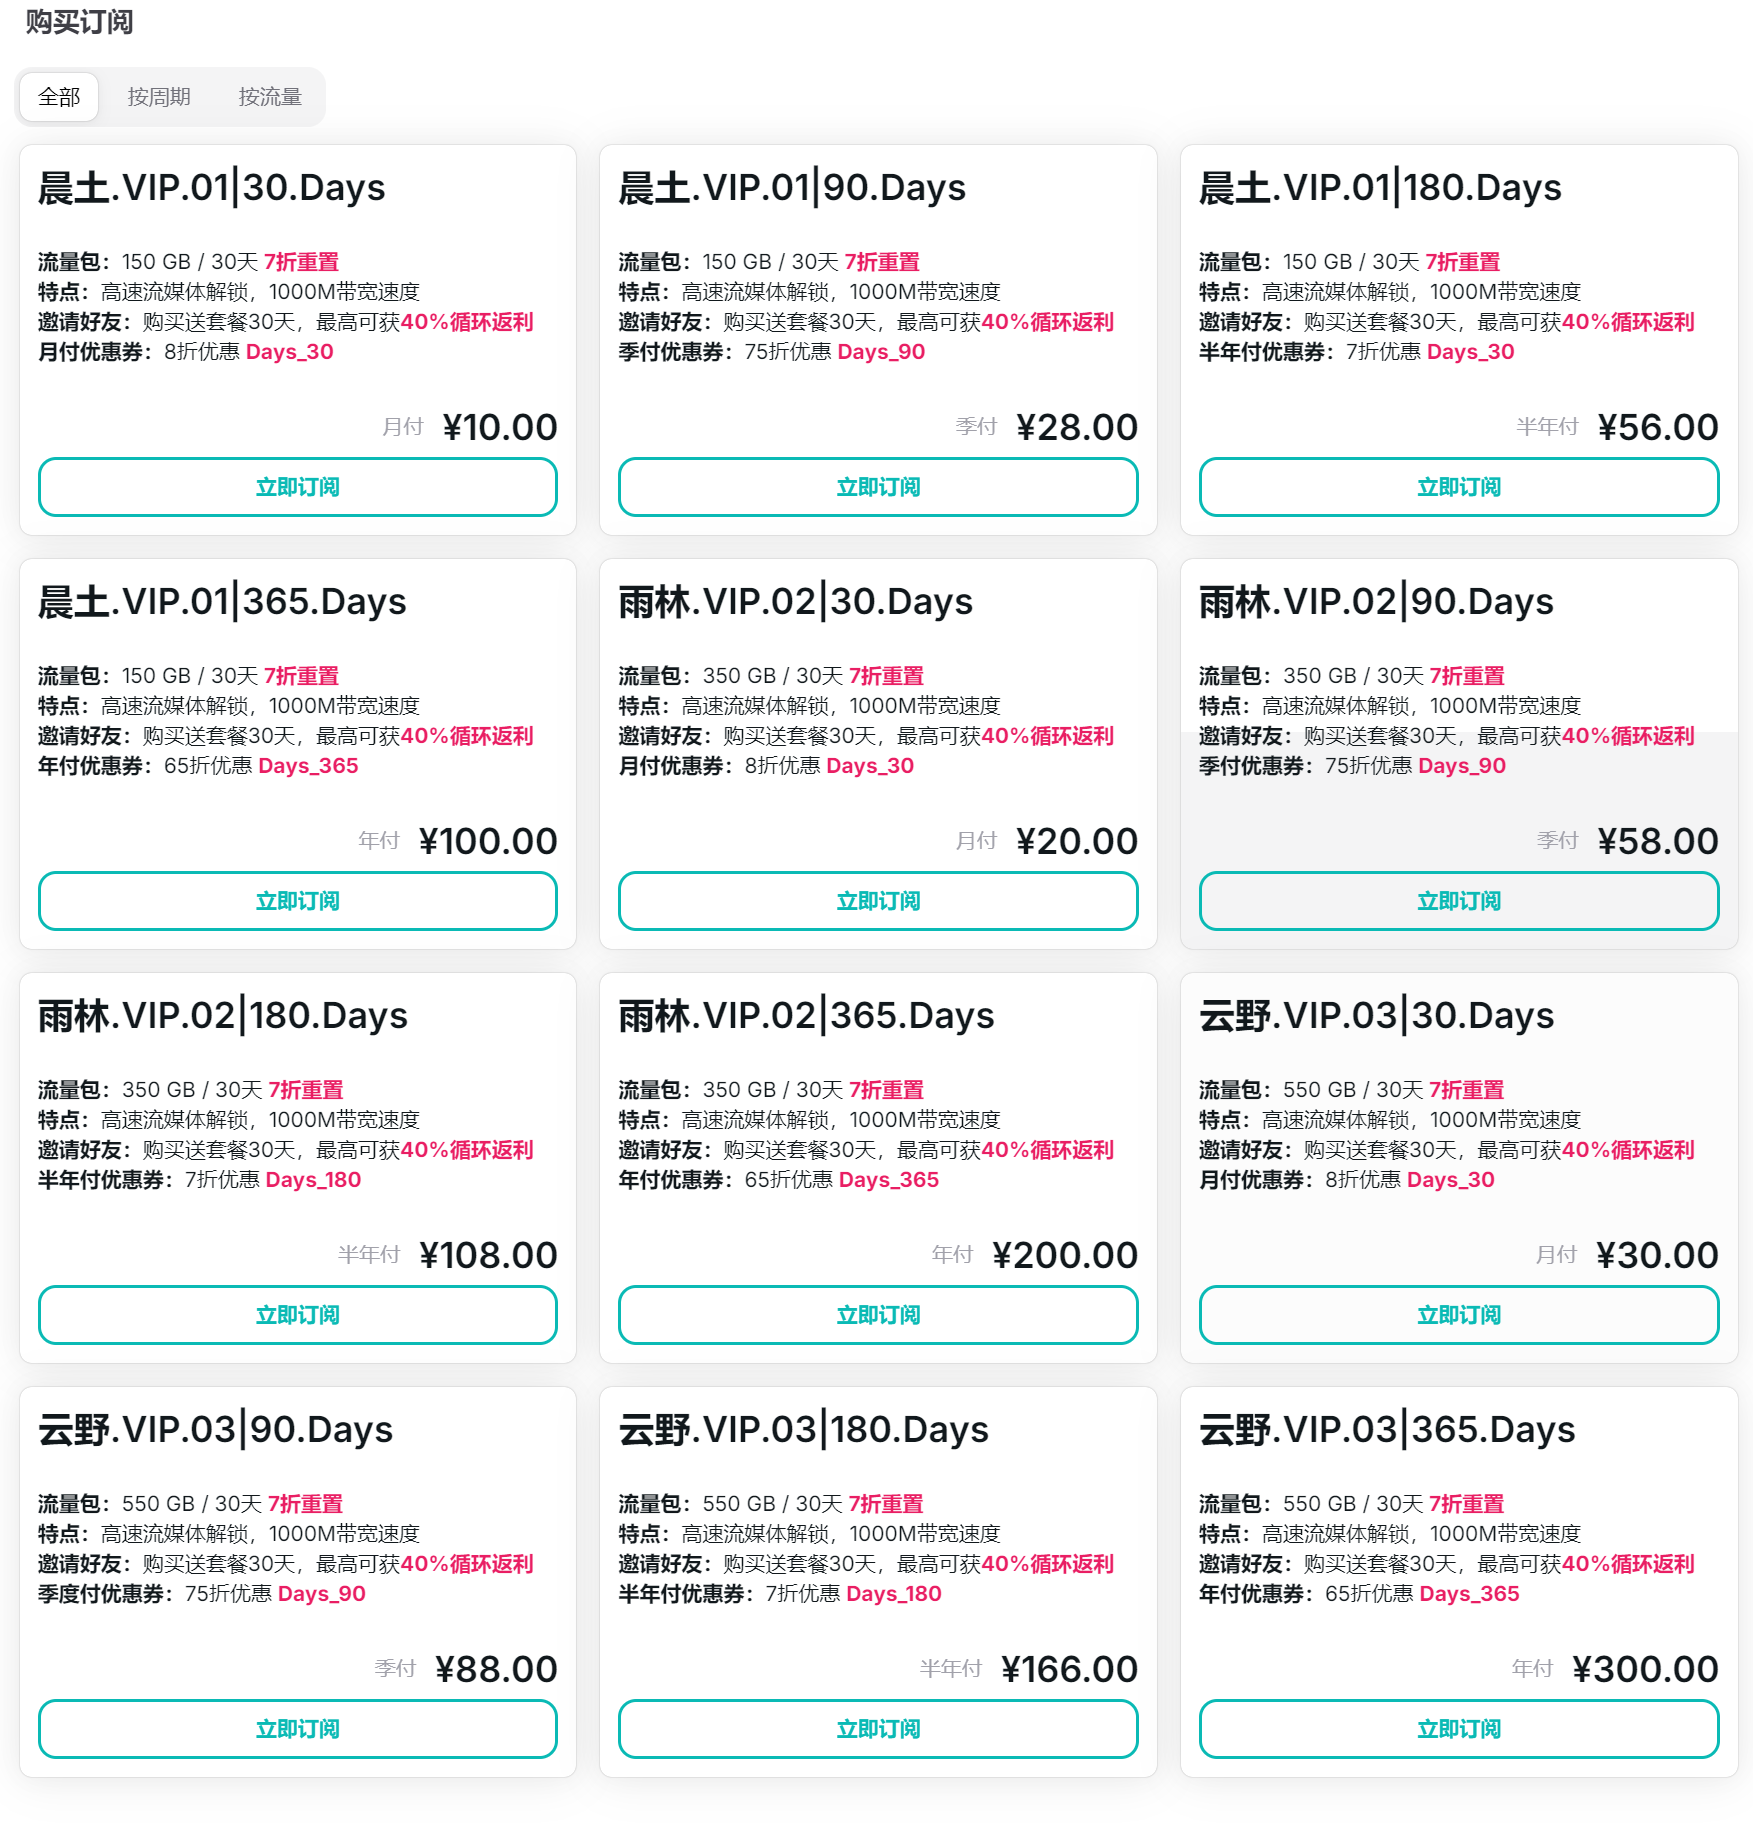 购买订阅
全部 按周期 按流量
晨土.VIP.01|30.Days
流量包：150 GB / 30天 7折重置
特点：高速流媒体解锁，1000M带宽速度
邀请好友：购买送套餐30天，最高可获40%循环返利
月付优惠券：8折优惠 Days_30
月付 ¥10.00
立即订阅
晨土.VIP.01|90.Days
流量包：150 GB / 30天 7折重置
特点：高速流媒体解锁，1000M带宽速度
邀请好友：购买送套餐30天，最高可获40%循环返利
季付优惠券：75折优惠 Days_90
季付 ¥28.00
立即订阅
晨土.VIP.01|180.Days
流量包：150 GB / 30天 7折重置
特点：高速流媒体解锁，1000M带宽速度
邀请好友：购买送套餐30天，最高可获40%循环返利
半年付优惠券：7折优惠 Days_30
半年付 ¥56.00
立即订阅
晨土.VIP.01|365.Days
流量包：150 GB / 30天 7折重置
特点：高速流媒体解锁，1000M带宽速度
邀请好友：购买送套餐30天，最高可获40%循环返利
年付优惠券：65折优惠 Days_365
年付 ¥100.00
立即订阅
雨林.VIP.02|30.Days
流量包：350 GB / 30天 7折重置
特点：高速流媒体解锁，1000M带宽速度
邀请好友：购买送套餐30天，最高可获40%循环返利
月付优惠券：8折优惠 Days_30
月付 ¥20.00
立即订阅
雨林.VIP.02|90.Days
流量包：350 GB / 30天 7折重置
特点：高速流媒体解锁，1000M带宽速度
邀请好友：购买送套餐30天，最高可获40%循环返利
季付优惠券：75折优惠 Days_90
季付 ¥58.00
立即订阅
雨林.VIP.02|180.Days
流量包：350 GB / 30天 7折重置
特点：高速流媒体解锁，1000M带宽速度
邀请好友：购买送套餐30天，最高可获40%循环返利
半年付优惠券：7折优惠 Days_180
半年付 ¥108.00
立即订阅
雨林.VIP.02|365.Days
流量包：350 GB / 30天 7折重置
特点：高速流媒体解锁，1000M带宽速度
邀请好友：购买送套餐30天，最高可获40%循环返利
年付优惠券：65折优惠 Days_365
年付 ¥200.00
立即订阅
云野.VIP.03|30.Days
流量包：550 GB / 30天 7折重置
特点：高速流媒体解锁，1000M带宽速度
邀请好友：购买送套餐30天，最高可获40%循环返利
月付优惠券：8折优惠 Days_30
月付 ¥30.00
立即订阅
云野.VIP.03|90.Days
流量包：550 GB / 30天 7折重置
特点：高速流媒体解锁，1000M带宽速度
邀请好友：购买送套餐30天，最高可获40%循环返利
季度付优惠券：75折优惠 Days_90
季付 ¥88.00
立即订阅
云野.VIP.03|180.Days
流量包：550 GB / 30天 7折重置
特点：高速流媒体解锁，1000M带宽速度
邀请好友：购买送套餐30天，最高可获40%循环返利
半年付优惠券：7折优惠 Days_180
半年付 ¥166.00
立即订阅
云野.VIP.03|365.Days
流量包：550 GB / 30天 7折重置
特点：高速流媒体解锁，1000M带宽速度
邀请好友：购买送套餐30天，最高可获40%循环返利
年付优惠券：65折优惠 Days_365
年付 ¥300.00
立即订阅